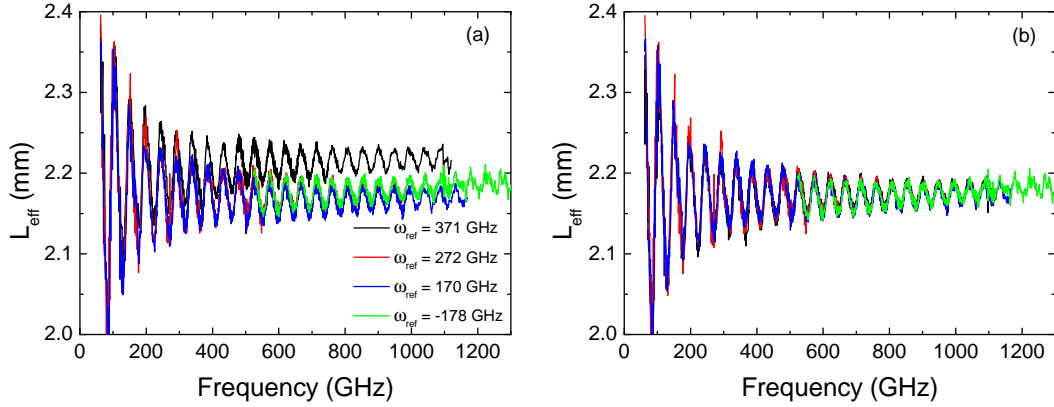 (a)
2.4
2.3
2.2
2.1
2.0
L_eff (mm)
ω_ref = 371 GHz
ω_ref = 272 GHz
ω_ref = 170 GHz
ω_ref = -178 GHz
0 200 400 600 800 1000 1200
Frequency (GHz)
(b)
2.4
2.3
2.2
2.1
2.0
L_eff (mm)
0 200 400 600 800 1000 1200
Frequency (GHz)